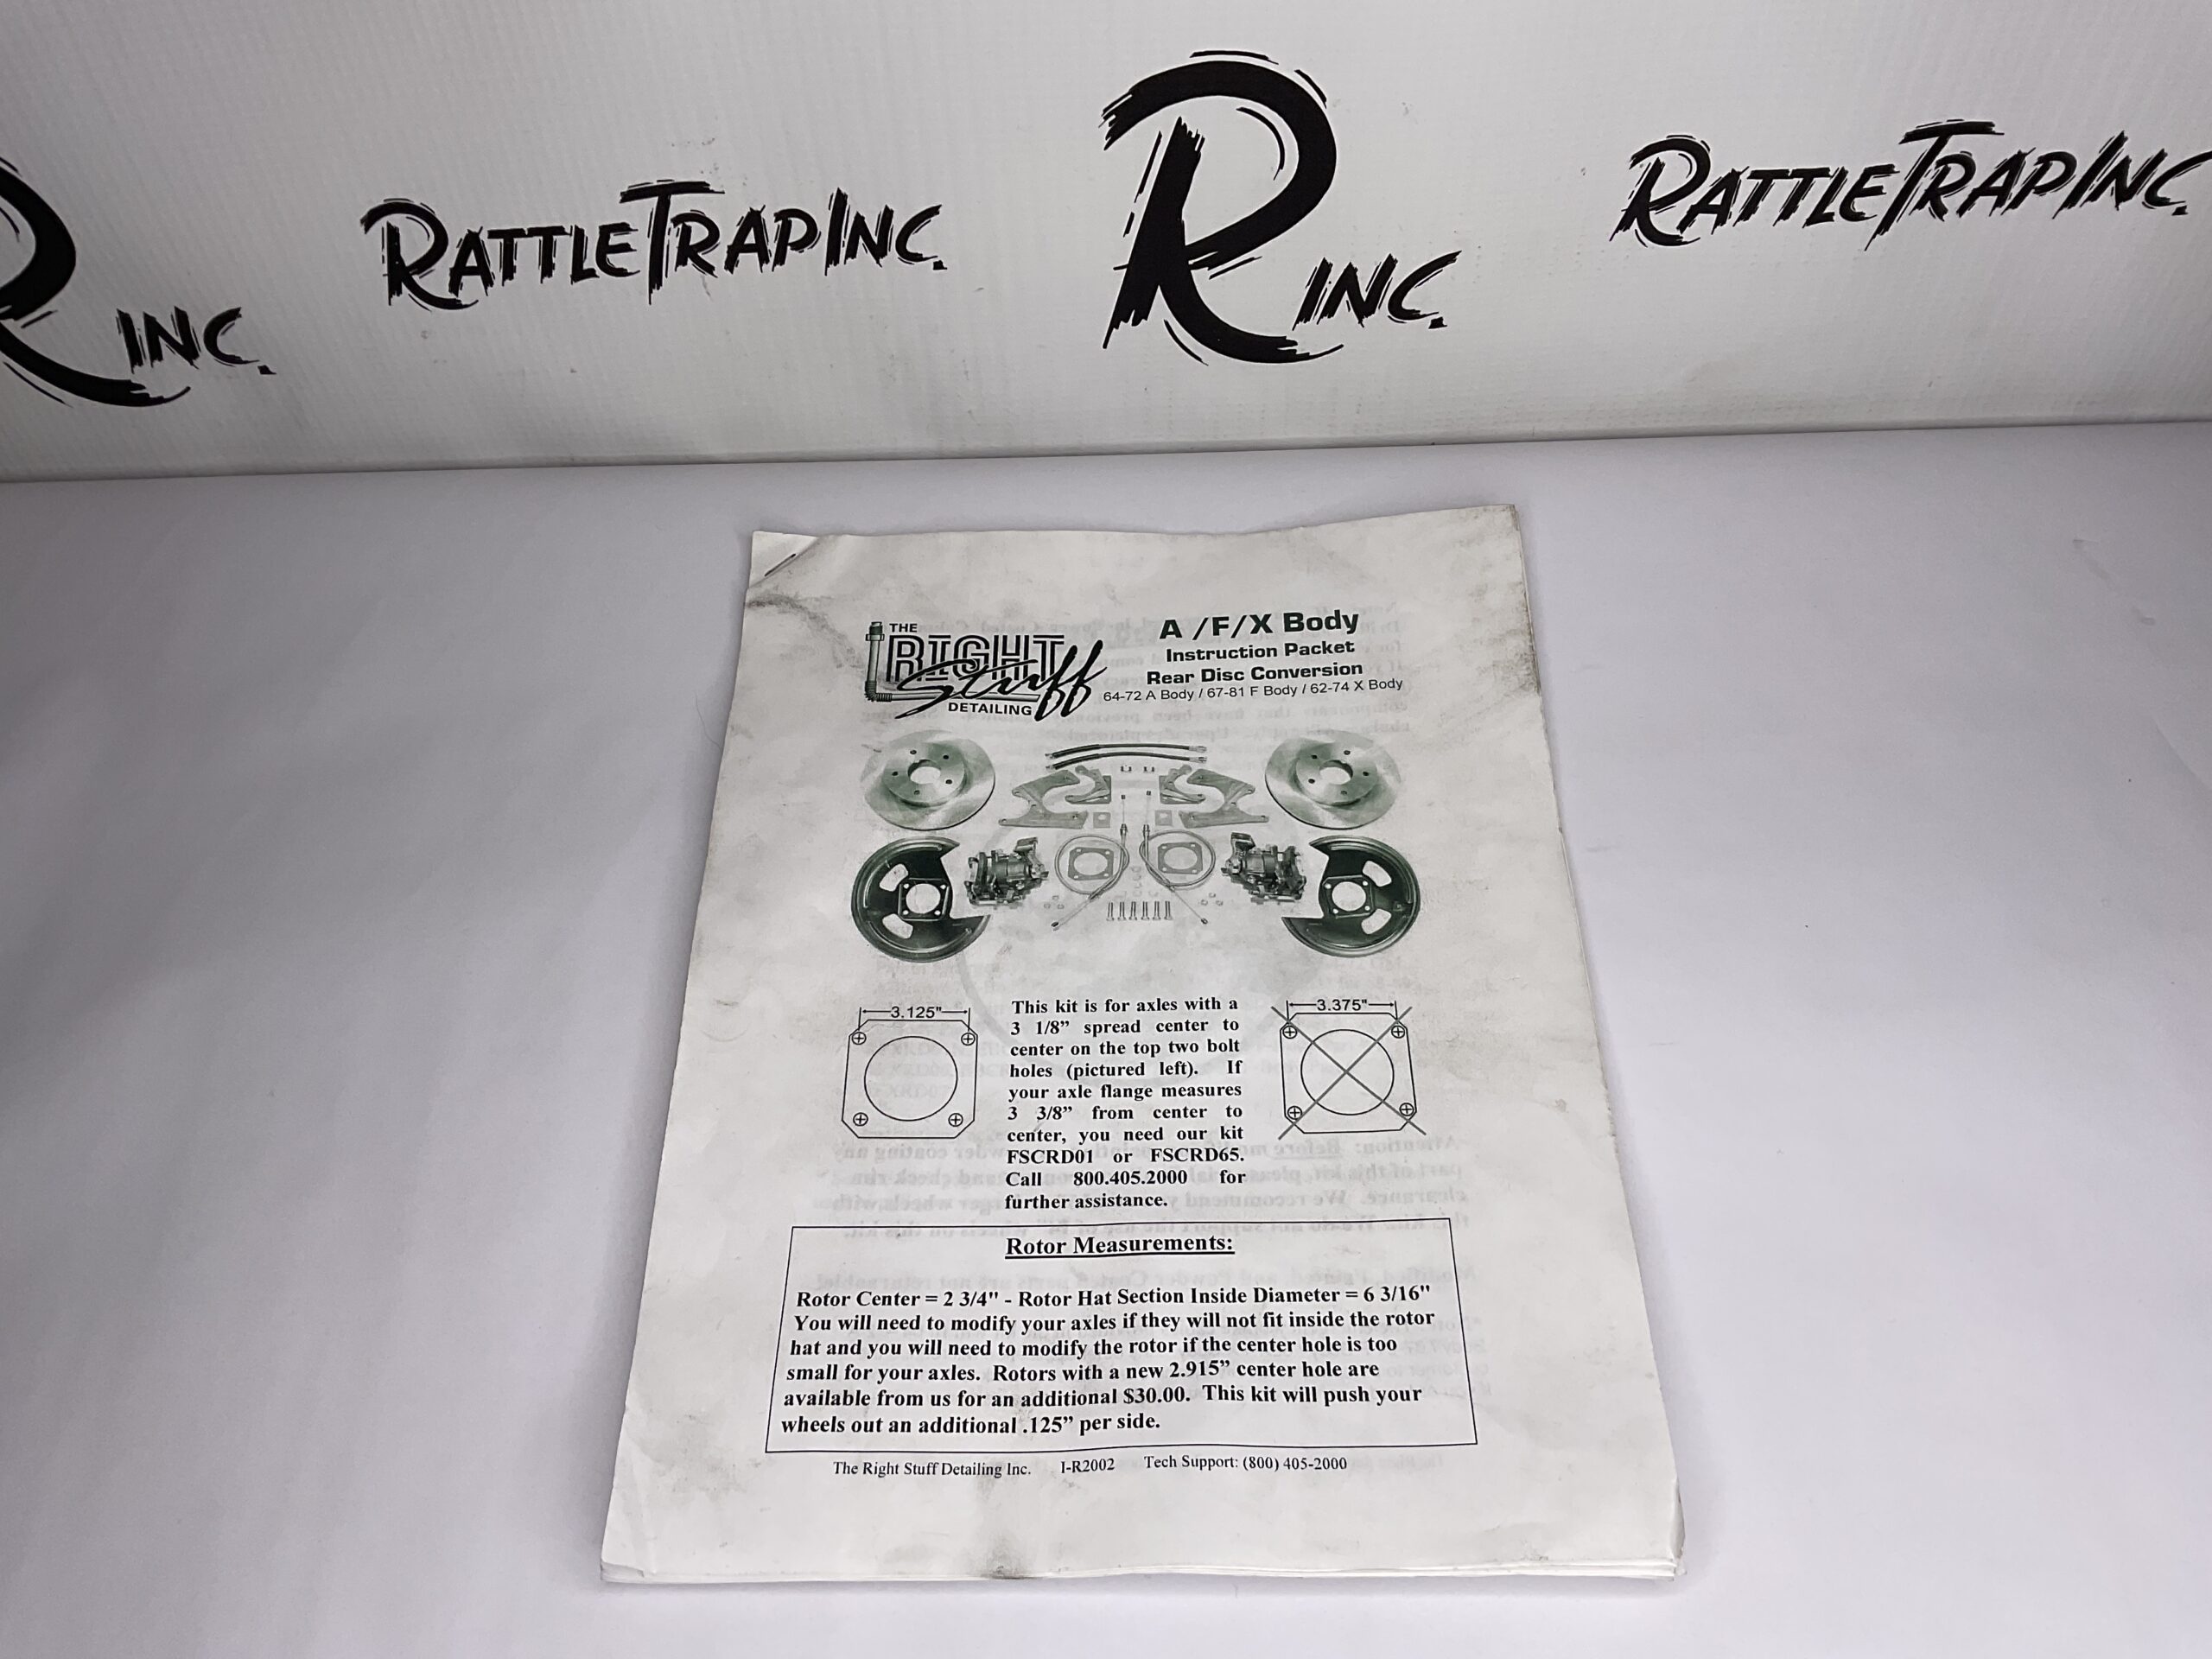 R INC.
RATTLETRAP INC.
R INC.
RATTLETRAP INC.
THE
RIGHT
Stuff
DETAILING
A /F/X Body
Instruction Packet
Rear Disc Conversion
64-72 A Body / 67-81 F Body / 62-74 X Body
3.125"
This kit is for axles with a
3 1/8” spread center to
center on the top two bolt
holes (pictured left). If
your axle flange measures
3 3/8” from center to
center, you need our kit
FSCRD01 or FSCRD65.
Call 800.405.2000 for
further assistance.
3.375"
Rotor Measurements:
Rotor Center = 2 3/4" - Rotor Hat Section Inside Diameter = 6 3/16"
You will need to modify your axles if they will not fit inside the rotor
hat and you will need to modify the rotor if the center hole is too
small for your axles. Rotors with a new 2.915” center hole are
available from us for an additional $30.00. This kit will push your
wheels out an additional .125” per side.
The Right Stuff Detailing Inc. I-R2002 Tech Support: (800) 405-2000